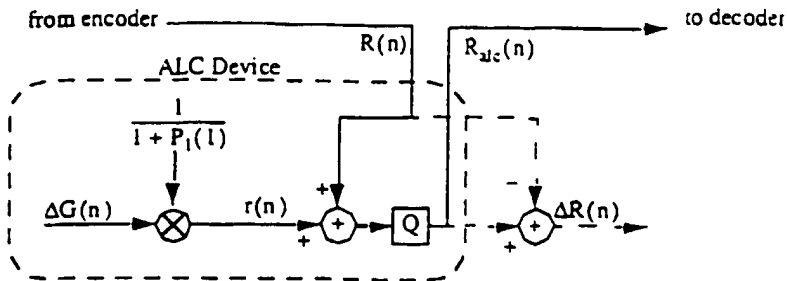 from encoder
to decoder
R(n)
R_alc(n)
ALC Device
1
1 + P_1(1)
+
-
ΔG(n)
r(n)
+
+
Q
+
+
ΔR(n)